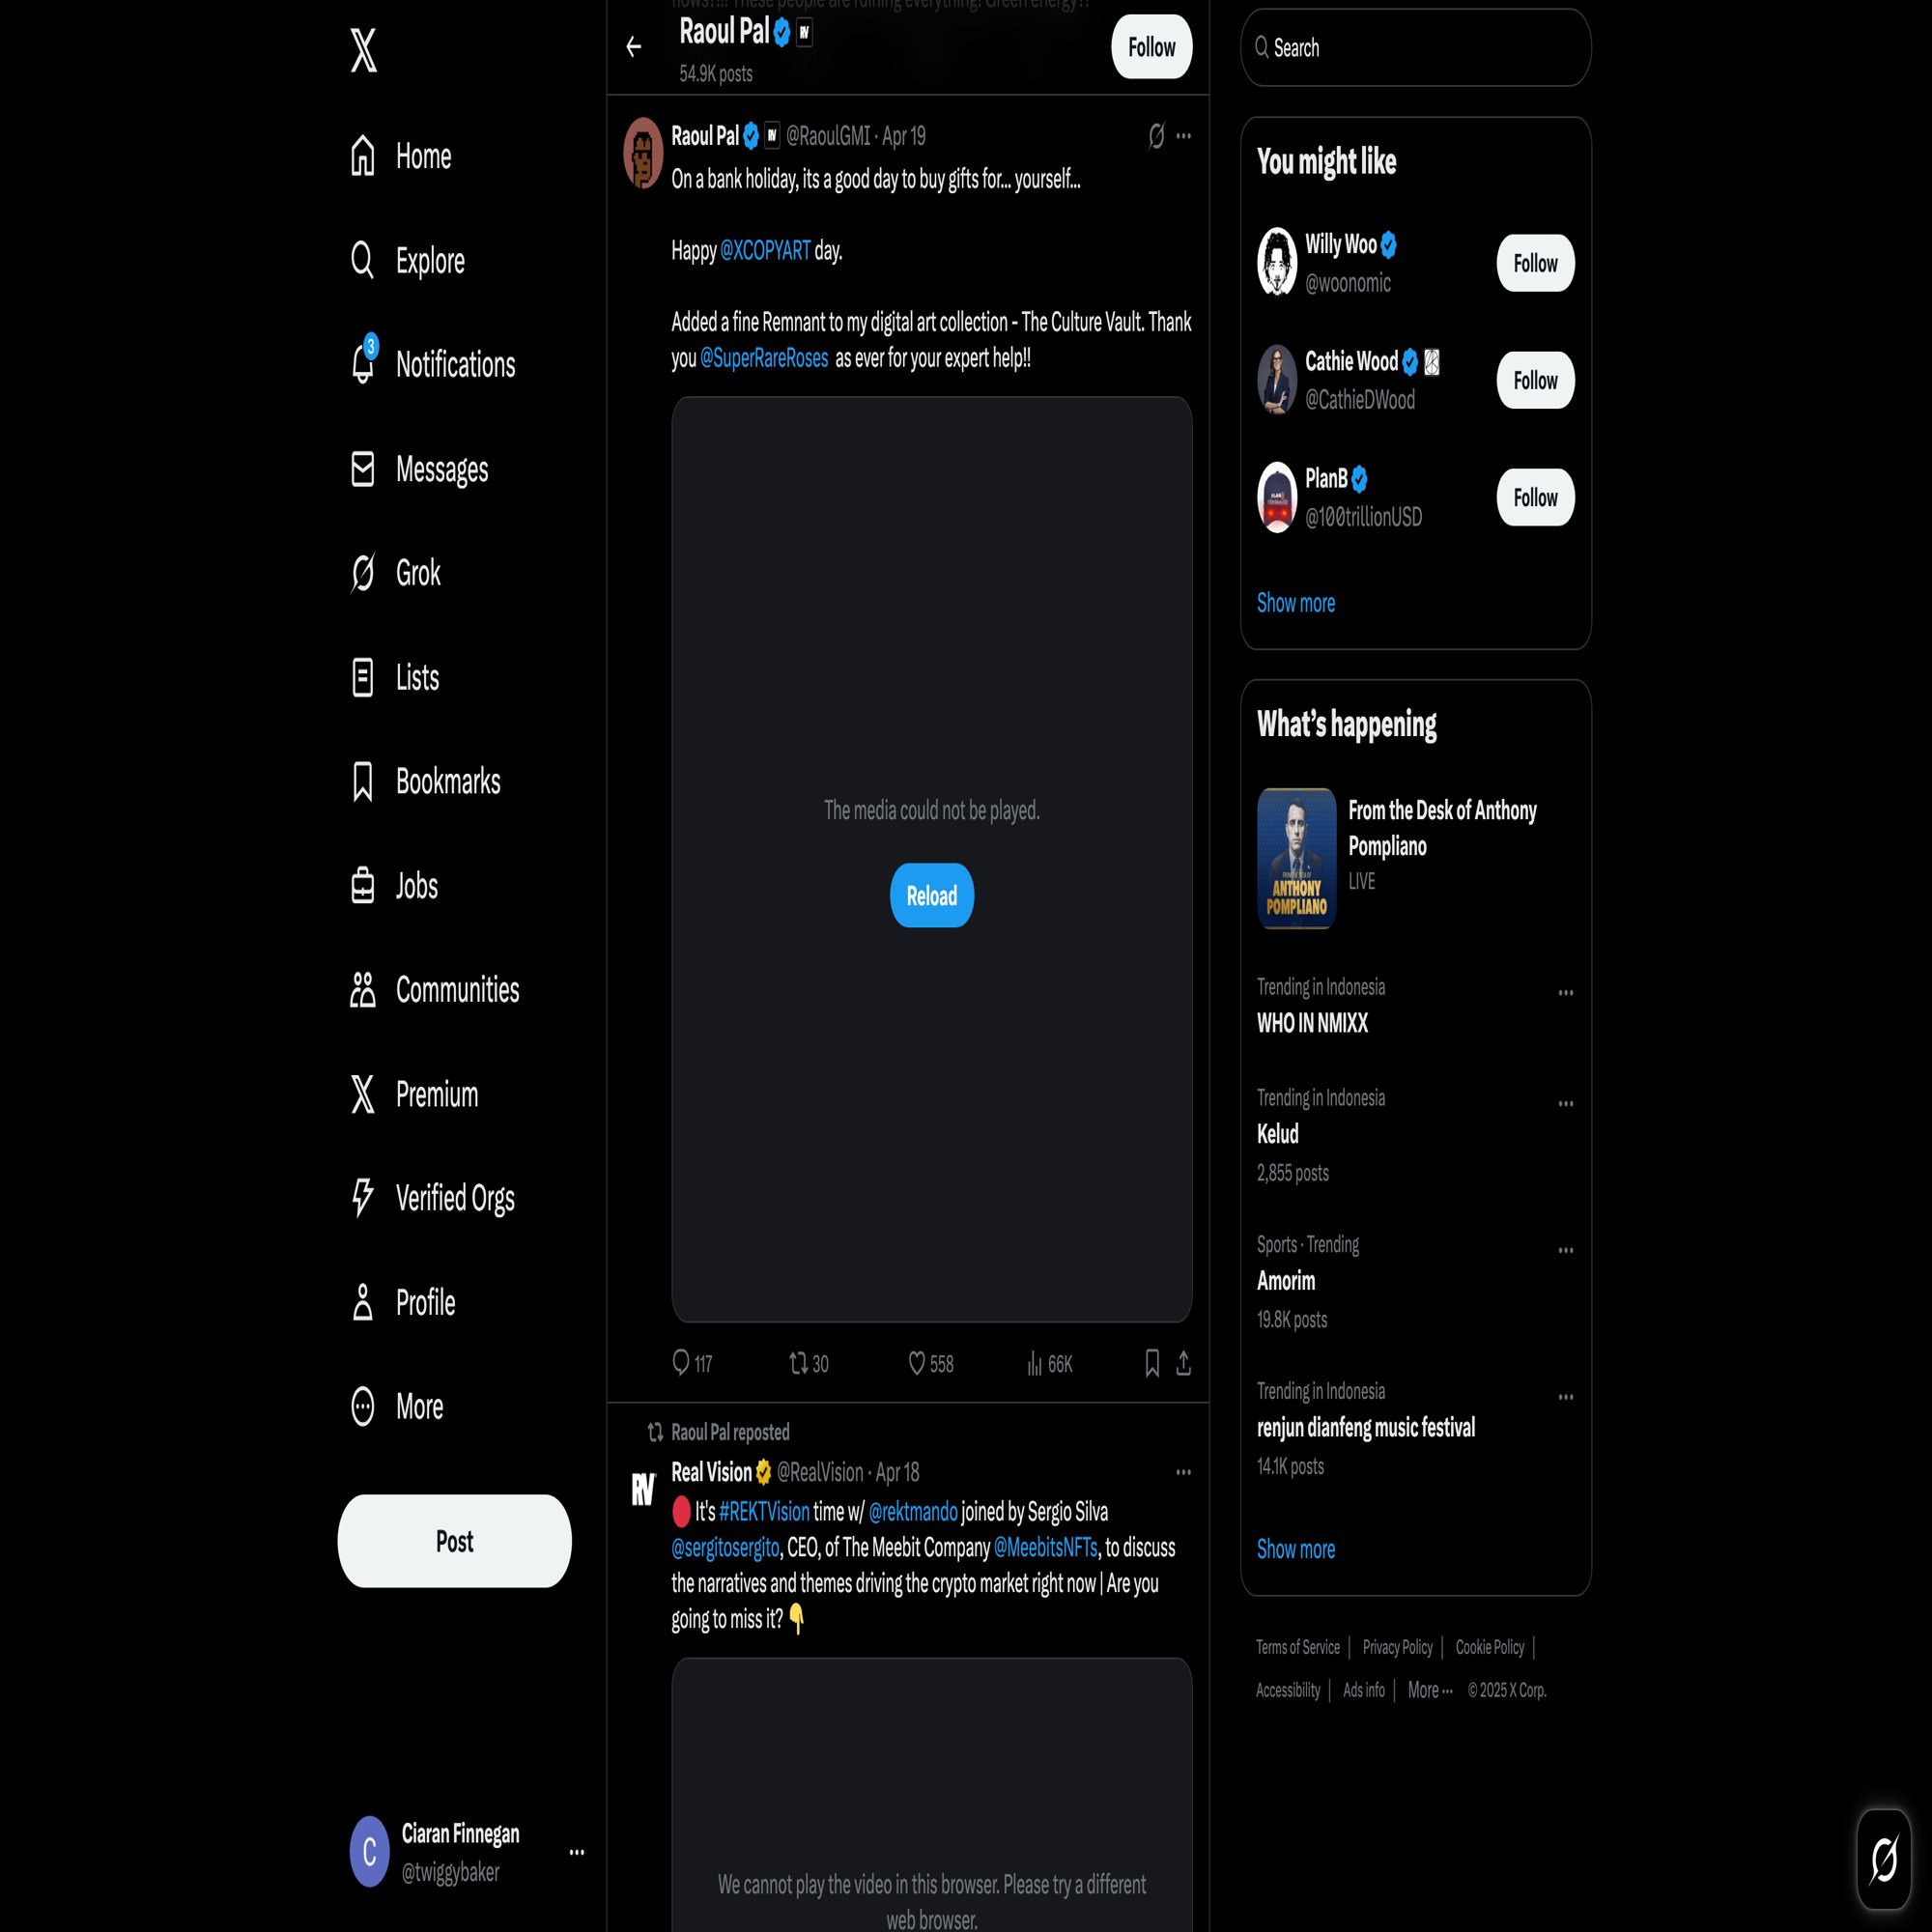 X
Home
Explore
3
Notifications
Messages
Grok
Lists
Bookmarks
Jobs
Communities
Premium
Verified Orgs
Profile
More
Post
C
Ciaran Finnegan
@twiggybaker
Raoul Pal
54.9K posts
Follow
Raoul Pal RV @RaoulGMI · Apr 19
On a bank holiday, its a good day to buy gifts for... yourself...
Happy @XCOPYART day.
Added a fine Remnant to my digital art collection - The Culture Vault. Thank
you @SuperRareRoses as ever for your expert help!!
The media could not be played.
Reload
117
30
558
66K
Raoul Pal reposted
RV
Real Vision @RealVision · Apr 18
🔴 It's #REKTVision time w/ @rektmando joined by Sergio Silva
@sergitosergito, CEO, of The Meebit Company @MeebitsNFTs, to discuss
the narratives and themes driving the crypto market right now | Are you
going to miss it? 👇
We cannot play the video in this browser. Please try a different
web browser.
Search
You might like
Willy Woo
@woonomic
Follow
Cathie Wood
@CathieDWood
Follow
PlanB
@100trillionUSD
Follow
Show more
What's happening
ANTHONY
POMPLIANO
From the Desk of Anthony
Pompliano
LIVE
Trending in Indonesia
WHO IN NMIXX
Trending in Indonesia
Kelud
2,855 posts
Sports · Trending
Amorim
19.8K posts
Trending in Indonesia
renjun dianfeng music festival
14.1K posts
Show more
Terms of Service | Privacy Policy | Cookie Policy |
Accessibility | Ads info | More ··· © 2025 X Corp.